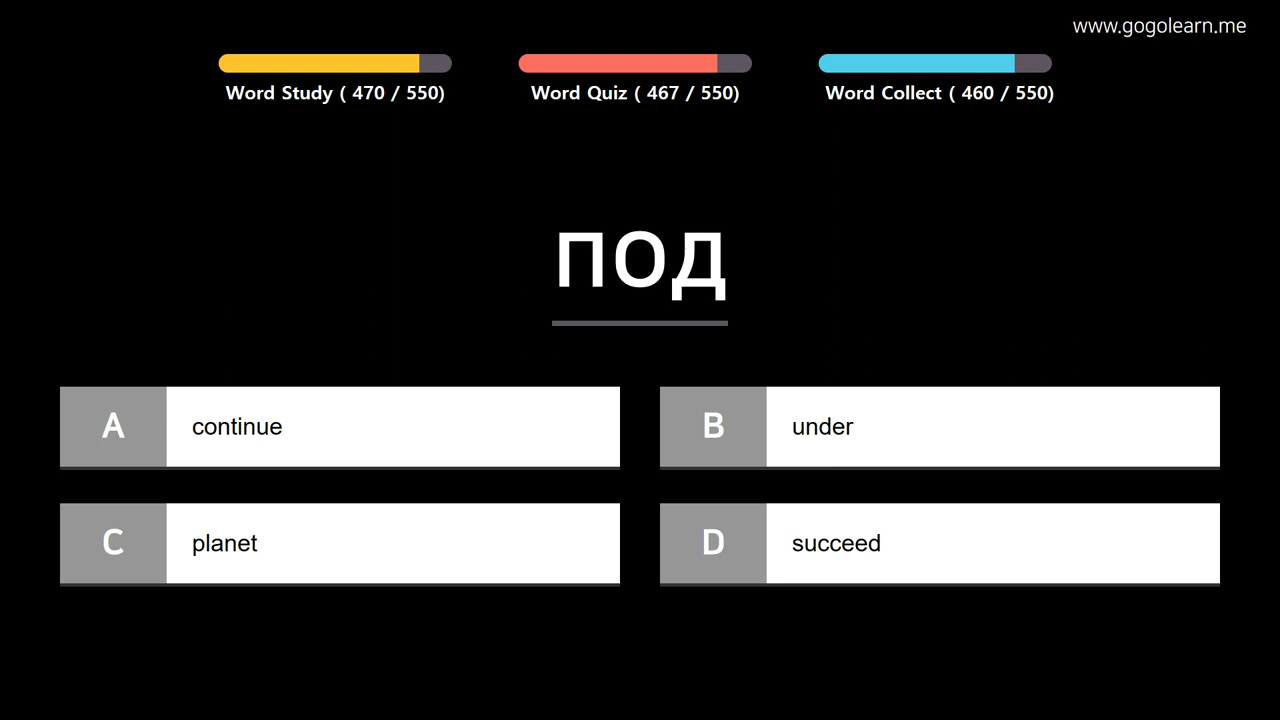 www.gogolearn.me
Word Study ( 470 / 550)
Word Quiz ( 467 / 550)
Word Collect ( 460 / 550)
под
A continue
B under
C planet
D succeed